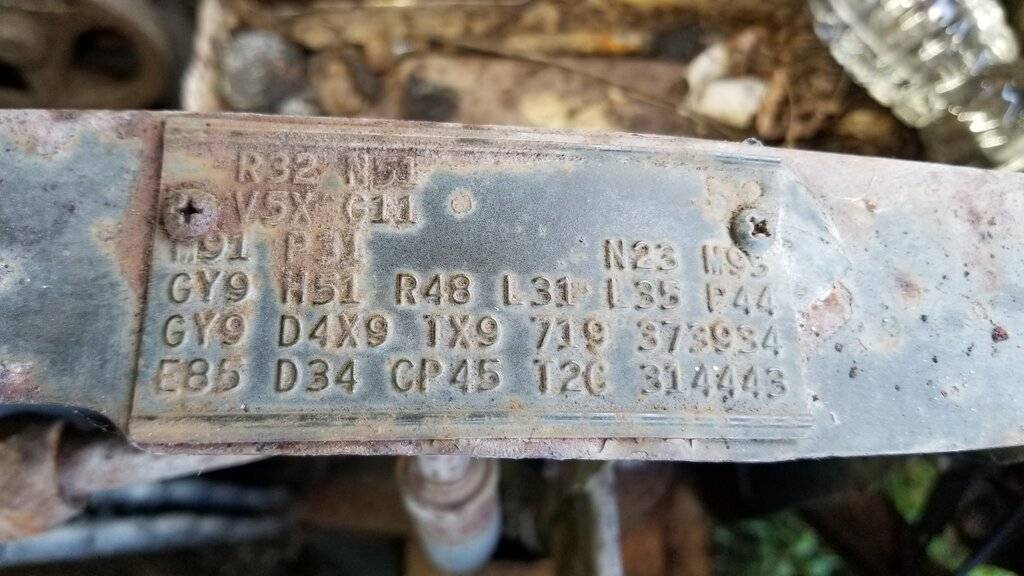 R32 N51
V5X G11
M91 P31 N23
GY9 H51 R48 L31 L35 P44
GY9 D4X9 TX9 719 373934
E85 D34 CP45 T2C 314443